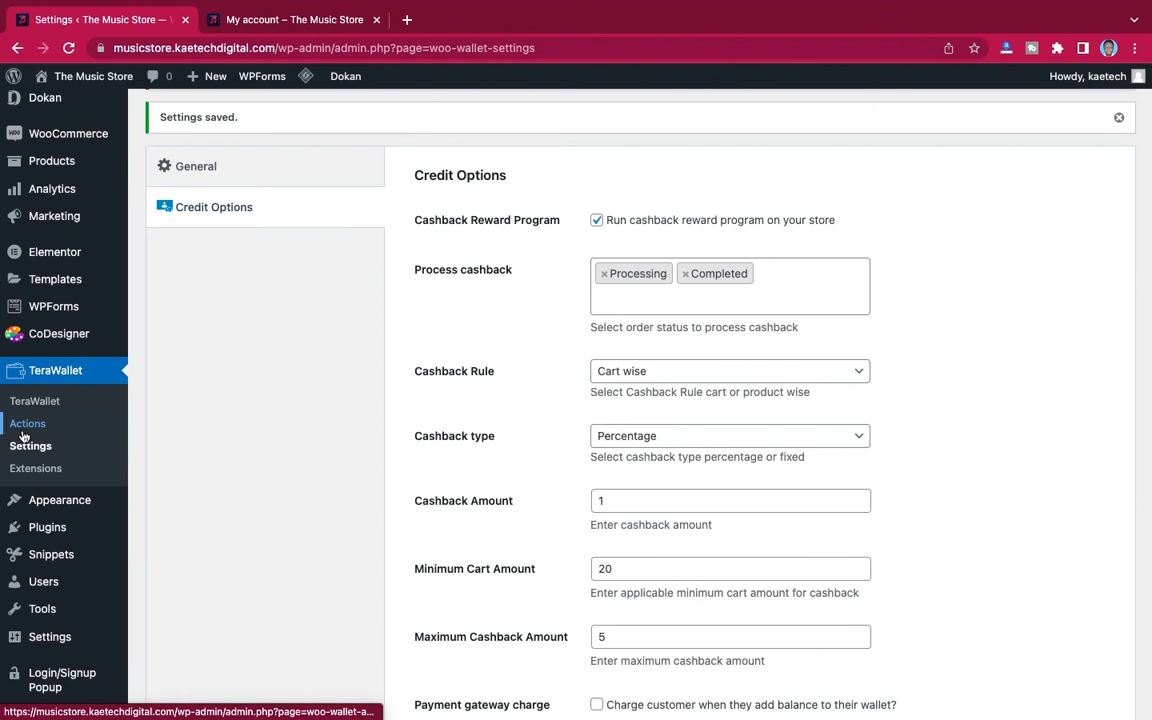 Settings ‹ The Music Store —
My account – The Music Store
musicstore.kaetechdigital.com/wp-admin/admin.php?page=woo-wallet-settings
The Music Store 0 New WPForms Dokan Howdy, kaetech
Dokan
WooCommerce
Products
Analytics
Marketing
Elementor
Templates
WPForms
CoDesigner
TeraWallet
TeraWallet
Actions
Settings
Extensions
Appearance
Plugins
Snippets
Users
Tools
Settings
Login/Signup
Popup
https://musicstore.kaetechdigital.com/wp-admin/admin.php?page=woo-wallet-a...
Settings saved.
General
Credit Options
Credit Options
Cashback Reward Program Run cashback reward program on your store
Process cashback × Processing × Completed
Select order status to process cashback
Cashback Rule Cart wise
Select Cashback Rule cart or product wise
Cashback type Percentage
Select cashback type percentage or fixed
Cashback Amount 1
Enter cashback amount
Minimum Cart Amount 20
Enter applicable minimum cart amount for cashback
Maximum Cashback Amount 5
Enter maximum cashback amount
Payment gateway charge Charge customer when they add balance to their wallet?